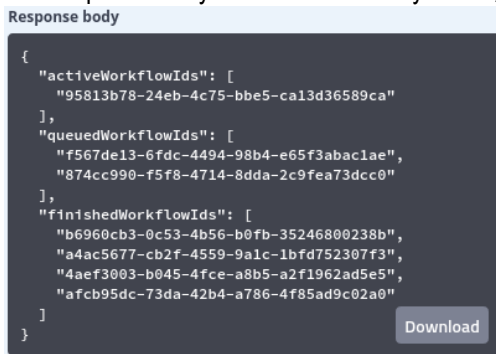 Response body
{
"activeWorkflowIds": [
"95813b78-24eb-4c75-bbe5-ca13d36589ca"
],
"queuedWorkflowIds": [
"f567de13-6fdc-4494-98b4-e65f3abac1ae",
"874cc990-f5f8-4714-8dda-2c9fea73dcc0"
],
"finishedWorkflowIds": [
"b6960cb3-0c53-4b56-b0fb-35246800238b",
"a4ac5677-cb2f-4559-9a1c-1bfd752307f3",
"4aef3003-b045-4fce-a8b5-a2f1962ad5e5",
"afcb95dc-73da-42b4-a786-4f85ad9c02a0"
]
}
Download